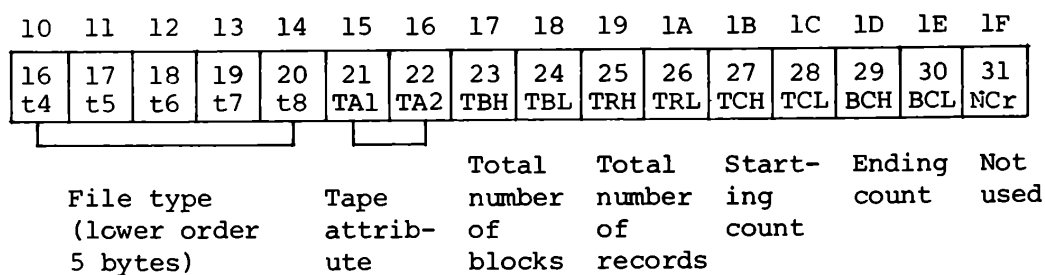 10 11 12 13 14 15 16 17 18 19 1A 1B 1C 1D 1E 1F
16 17 18 19 20 21 22 23 24 25 26 27 28 29 30 31
t4 t5 t6 t7 t8 TA1 TA2 TBH TBL TRH TRL TCH TCL BCH BCL NCr
File type
(lower order
5 bytes)
Tape
attrib-
ute
Total
number
of
blocks
Total
number
of
records
Start-
ing
count
Ending
count
Not
used